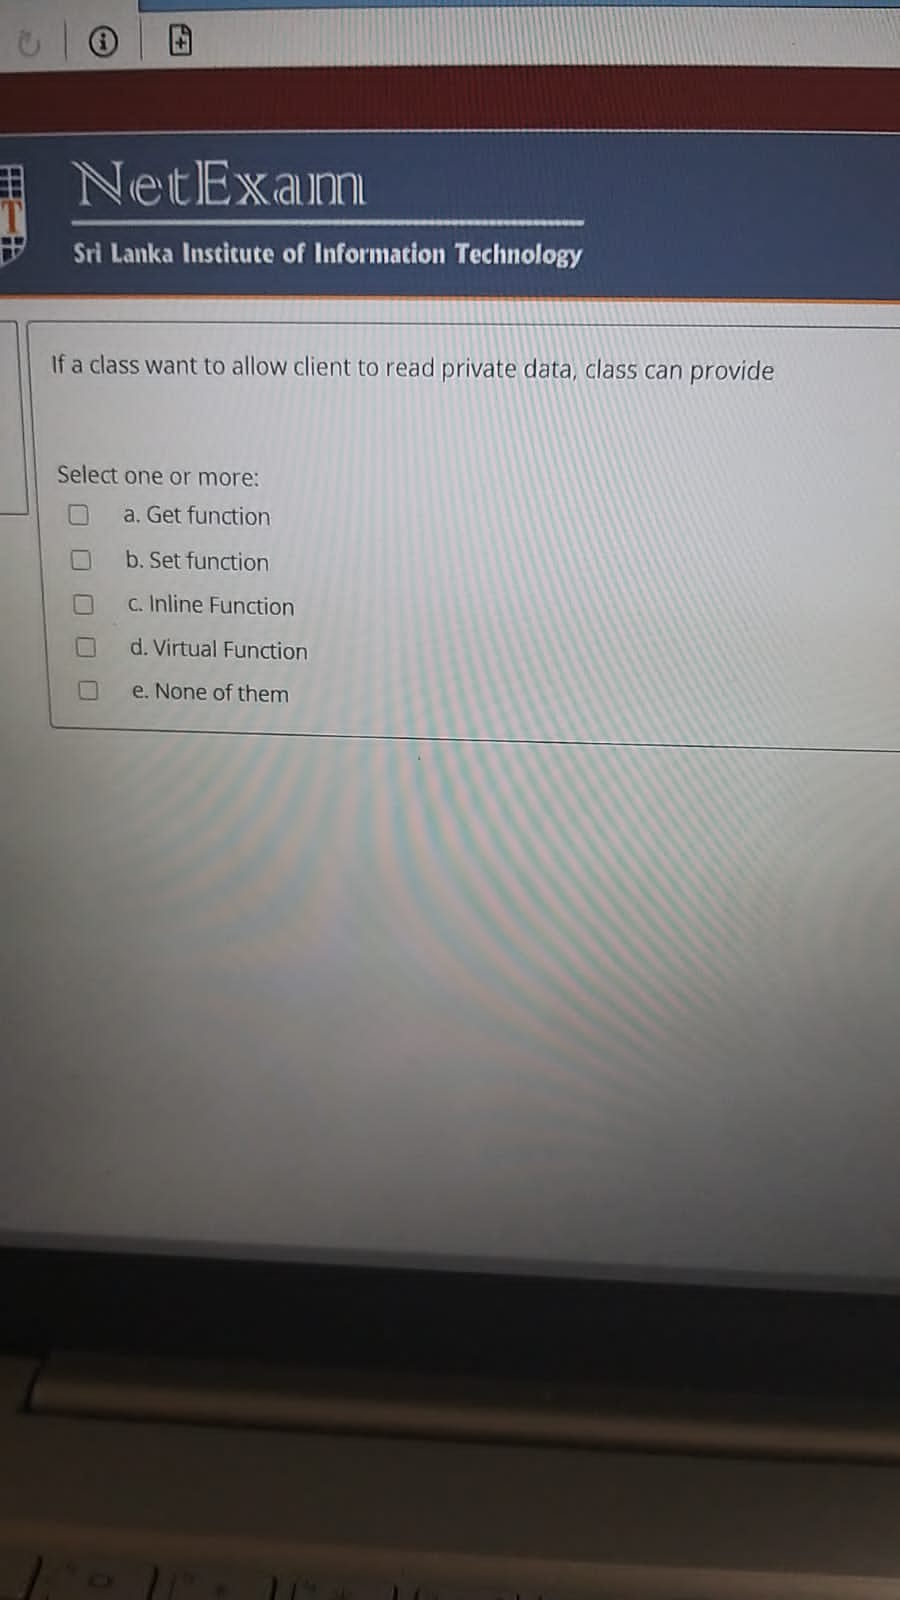 NetExam
Sri Lanka Institute of Information Technology
T
If a class want to allow client to read private data, class can provide
Select one or more:
a. Get function
b. Set function
c. Inline Function
d. Virtual Function
e. None of them